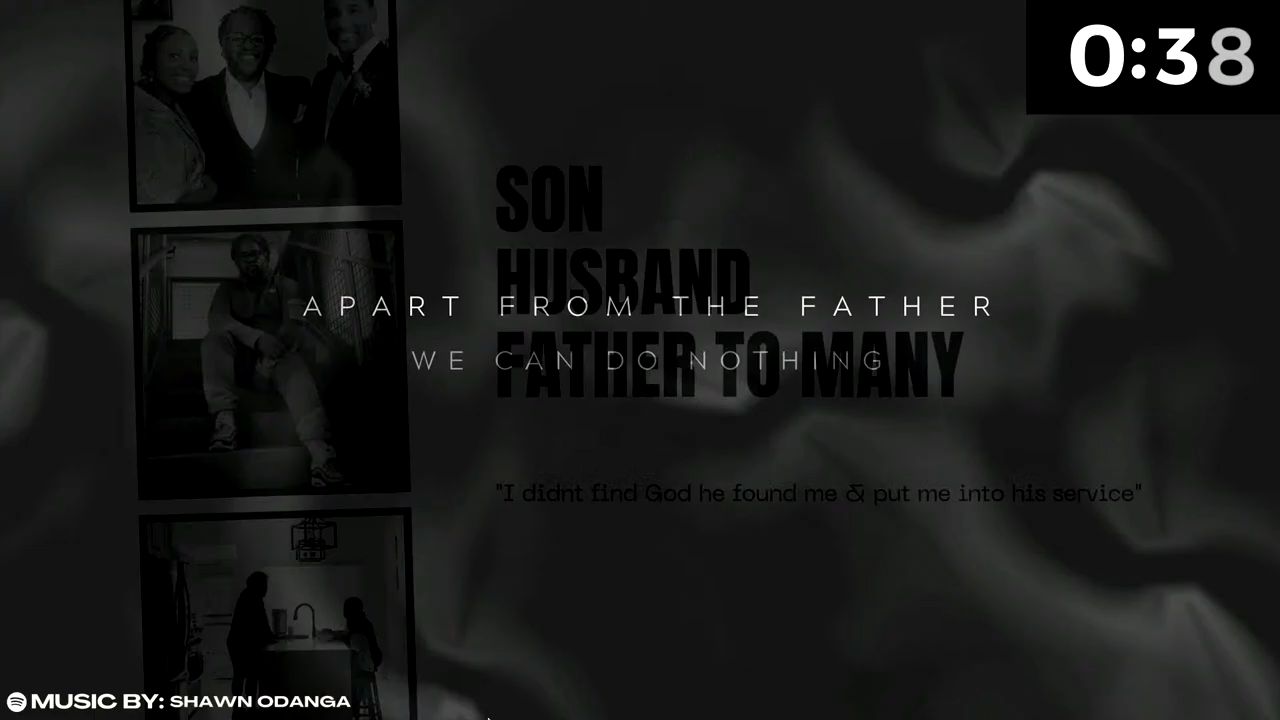 0:38
SON
HUSBAND
APART FROM THE FATHER
FATHER TO MANY
WE CAN DO NOTHING
"I didnt find God he found me & put me into his service"
MUSIC BY: SHAWN ODANGA